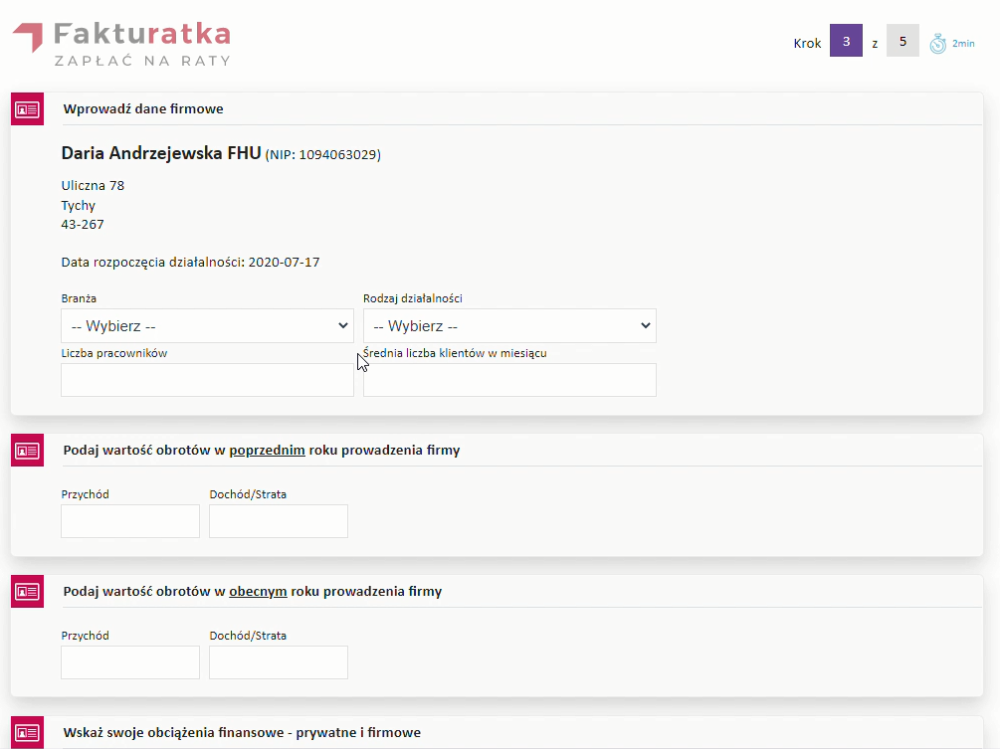 Fakturatka
ZAPŁAĆ NA RATY
Krok 3 z 5 2min
Wprowadź dane firmowe
Daria Andrzejewska FHU (NIP: 1094063029)
Uliczna 78
Tychy
43-267
Data rozpoczęcia działalności: 2020-07-17
Branża Rodzaj działalności
-- Wybierz -- -- Wybierz --
Liczba pracowników Średnia liczba klientów w miesiącu
Podaj wartość obrotów w poprzednim roku prowadzenia firmy
Przychód Dochód/Strata
Podaj wartość obrotów w obecnym roku prowadzenia firmy
Przychód Dochód/Strata
Wskaż swoje obciążenia finansowe - prywatne i firmowe